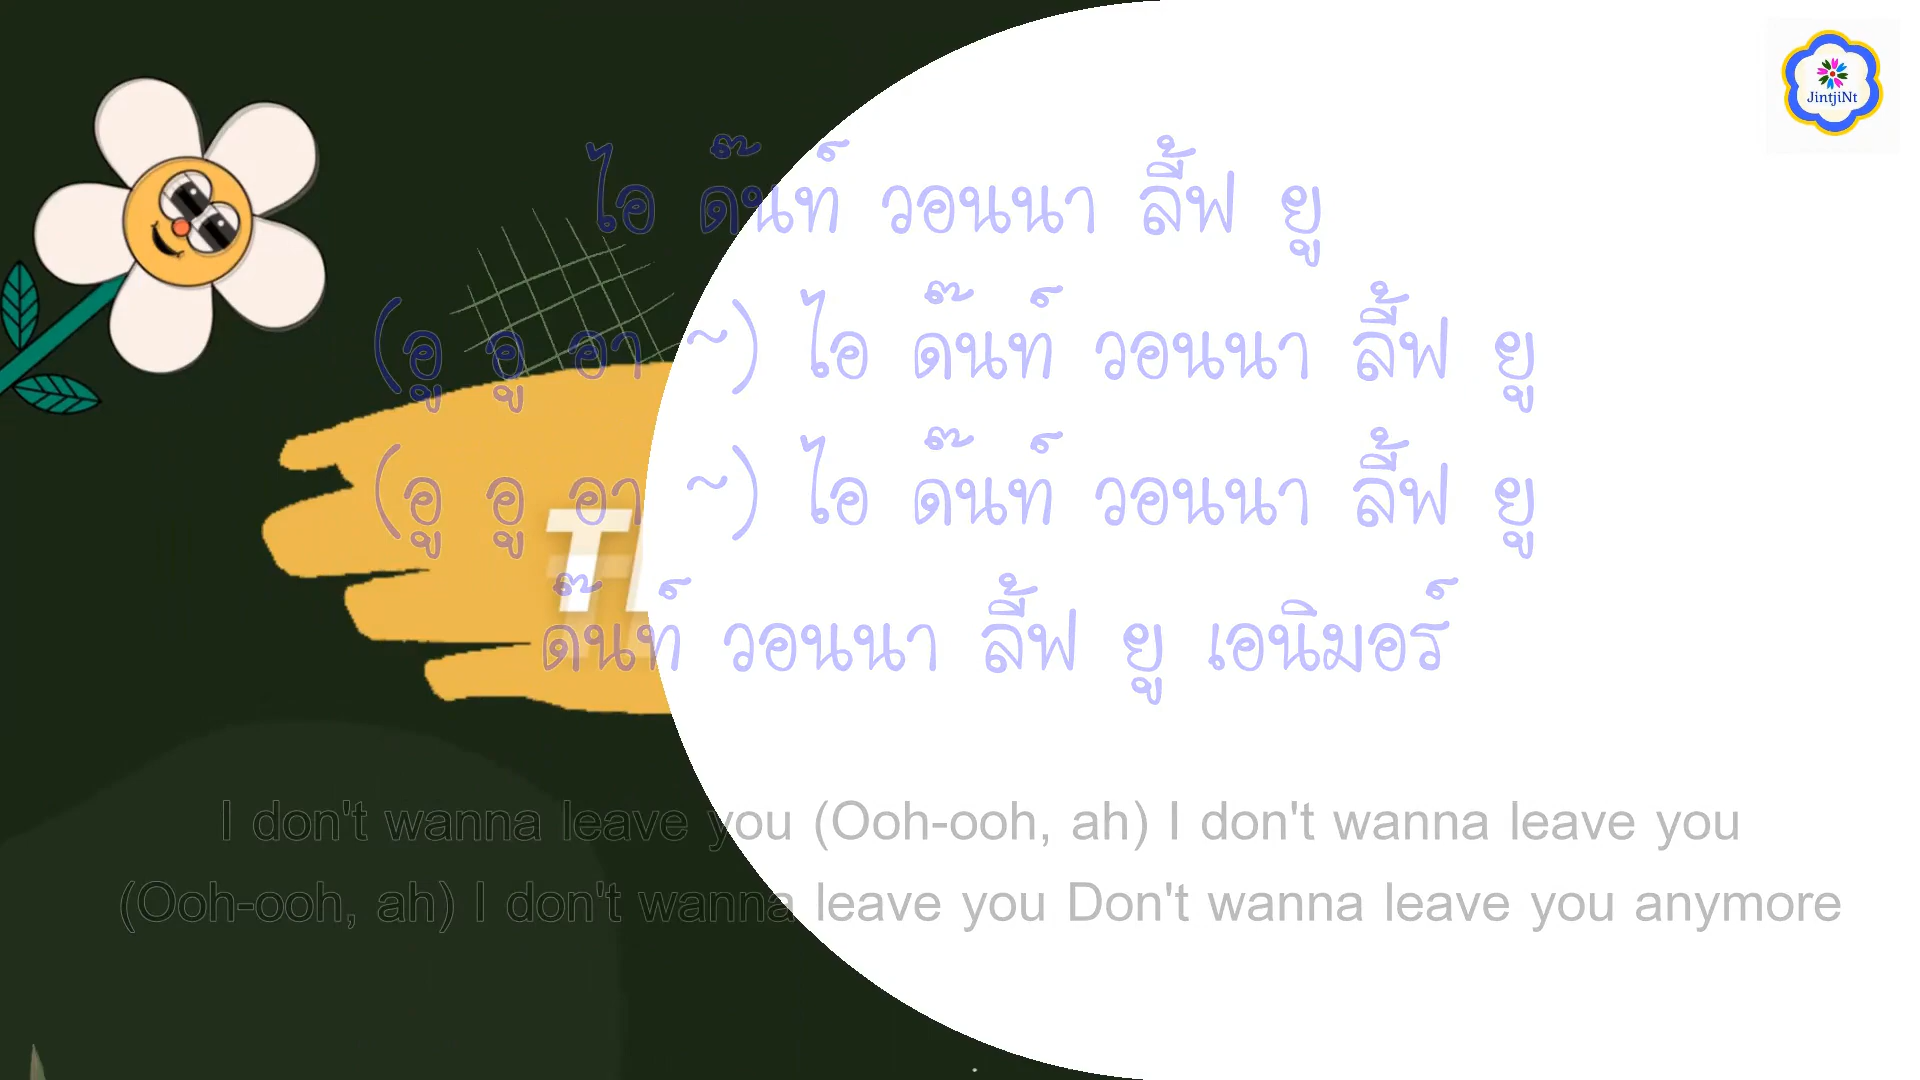 JintjiNt
ไอ ด๊นท์ วอนนา ลี้ฟ ยู
(อู อู อา ~) ไอ ด๊นท์ วอนนา ลี้ฟ ยู
(อู อู อา ~) ไอ ด๊นท์ วอนนา ลี้ฟ ยู
ด๊นท์ วอนนา ลี้ฟ ยู เอนิมอร์
I don't wanna leave you (Ooh-ooh, ah) I don't wanna leave you
(Ooh-ooh, ah) I don't wanna leave you Don't wanna leave you anymore